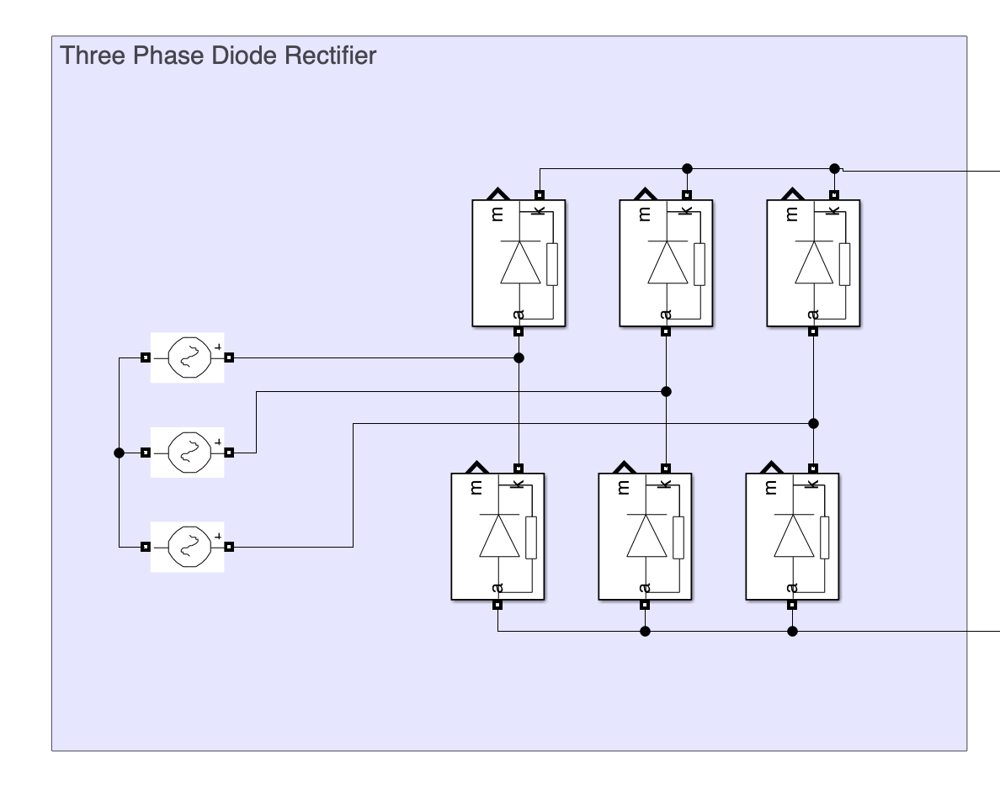 Three Phase Diode Rectifier
m k m k m k
a a a
+
+
m k m k m k
+
a a a